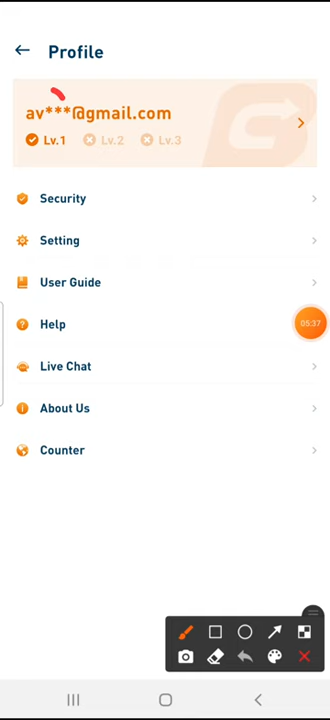 Profile
av***@gmail.com
Lv.1 Lv.2 Lv.3
Security
Setting
User Guide
05:37
Help
Live Chat
About Us
Counter